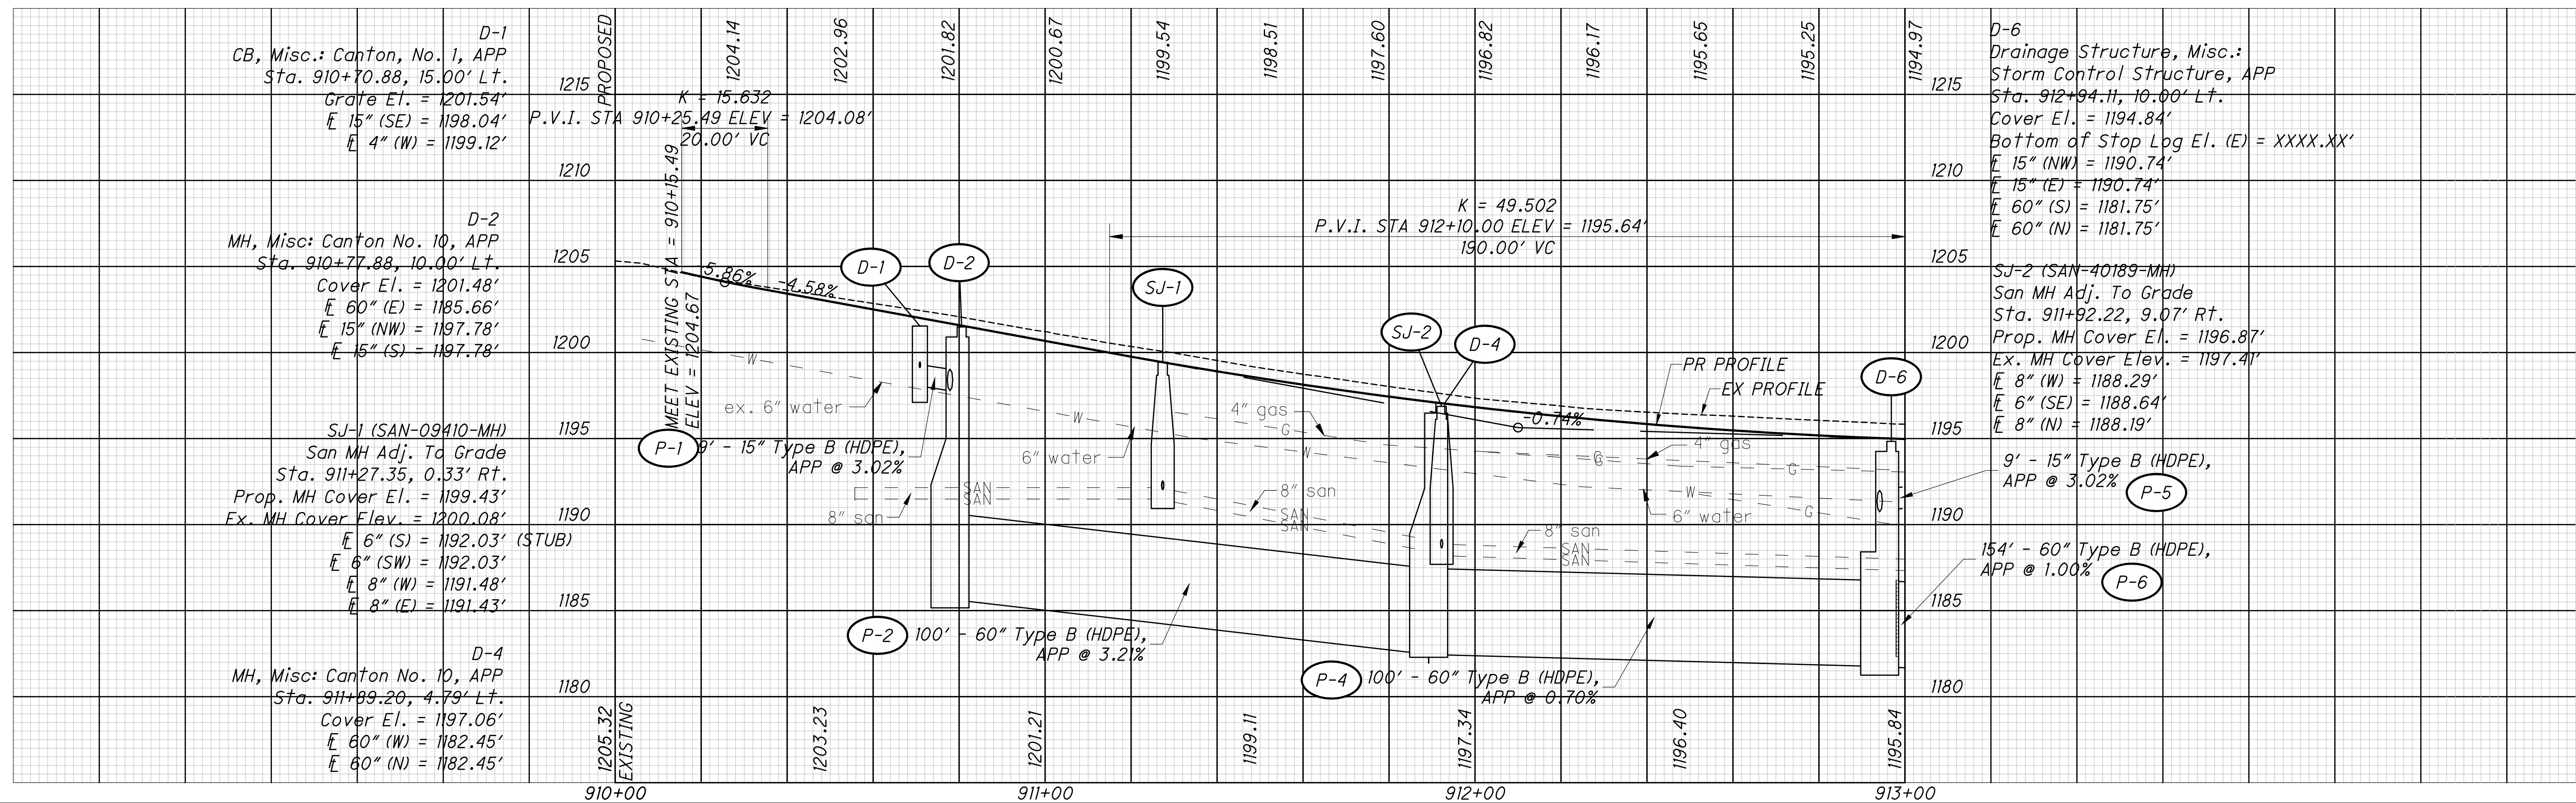 D-1
CB, Misc.: Canton, No. 1, APP
Sta. 910+70.88, 15.00' Lt.
Grate El. = 1201.54'
℄ 15" (SE) = 1198.04'
℄ 4" (W) = 1199.12'
D-2
MH, Misc: Canton No. 10, APP
Sta. 910+77.88, 10.00' Lt.
Cover El. = 1201.48'
℄ 60" (E) = 1185.66'
℄ 15" (NW) = 1197.78'
℄ 15" (S) = 1197.78'
SJ-1 (SAN-09410-MH)
San MH Adj. To Grade
Sta. 911+27.35, 0.33' Rt.
Prop. MH Cover El. = 1199.43'
Ex. MH Cover Elev. = 1200.08'
℄ 6" (S) = 1192.03' (STUB)
℄ 6" (SW) = 1192.03'
℄ 8" (W) = 1191.48'
℄ 8" (E) = 1191.43'
D-4
MH, Misc: Canton No. 10, APP
Sta. 911+89.20, 4.79' Lt.
Cover El. = 1197.06'
℄ 60" (W) = 1182.45'
℄ 60" (N) = 1182.45'
1215
1210
1205
1200
1195
1190
1185
1180
PROPOSED
1204.14
1202.96
1201.82
1200.67
1199.54
1198.51
1197.60
1196.82
1196.17
1195.65
1195.25
1194.97
K = 15.632
P.V.I. STA 910+25.49 ELEV = 1204.08'
20.00' VC
MEET EXISTING STA = 910+15.49
ELEV = 1204.67
-5.86%
-4.58%
D-1
D-2
SJ-1
K = 49.502
P.V.I. STA 912+10.00 ELEV = 1195.64'
190.00' VC
SJ-2
D-4
D-6
PR PROFILE
EX PROFILE
-0.74%
W
W
W
W
G
G
G
G
G
ex. 6" water
6" water
4" gas
4" gas
6" water
P-1
9' - 15" Type B (HDPE),
APP @ 3.02%
SAN
SAN
8" san
8" san
SAN
SAN
8" san
SAN
SAN
P-2
100' - 60" Type B (HDPE),
APP @ 3.21%
P-4
100' - 60" Type B (HDPE),
APP @ 0.70%
1205.32
EXISTING
1203.23
1201.21
1199.11
1197.34
1196.40
1195.84
910+00
911+00
912+00
913+00
1215
1210
1205
1200
1195
1190
1185
1180
D-6
Drainage Structure, Misc.:
Storm Control Structure, APP
Sta. 912+94.11, 10.00' Lt.
Cover El. = 1194.84'
Bottom of Stop Log El. (E) = XXXX.XX'
℄ 15" (NW) = 1190.74'
℄ 15" (E) = 1190.74'
℄ 60" (S) = 1181.75'
℄ 60" (N) = 1181.75'
SJ-2 (SAN-40189-MH)
San MH Adj. To Grade
Sta. 911+92.22, 9.07' Rt.
Prop. MH Cover El. = 1196.87'
Ex. MH Cover Elev. = 1197.41'
℄ 8" (W) = 1188.29'
℄ 6" (SE) = 1188.64'
℄ 8" (N) = 1188.19'
9' - 15" Type B (HDPE),
APP @ 3.02%
P-5
154' - 60" Type B (HDPE),
APP @ 1.00%
P-6